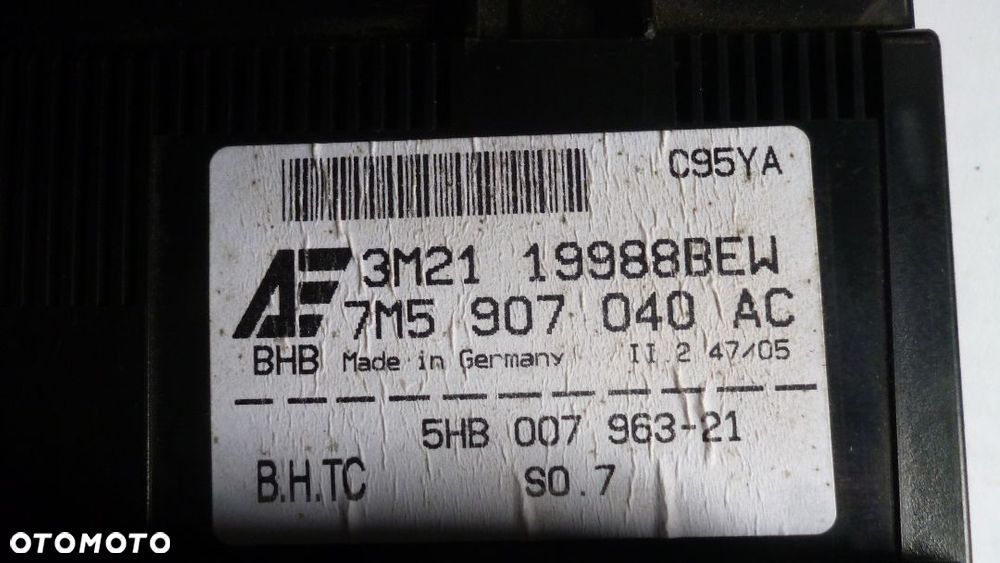 C95YA
AE 3M21 19988BEW
7M5 907 040 AC
BHB Made in Germany II.2 47/05
5HB 007 963-21
B.H.TC SO.7
OTOMOTO